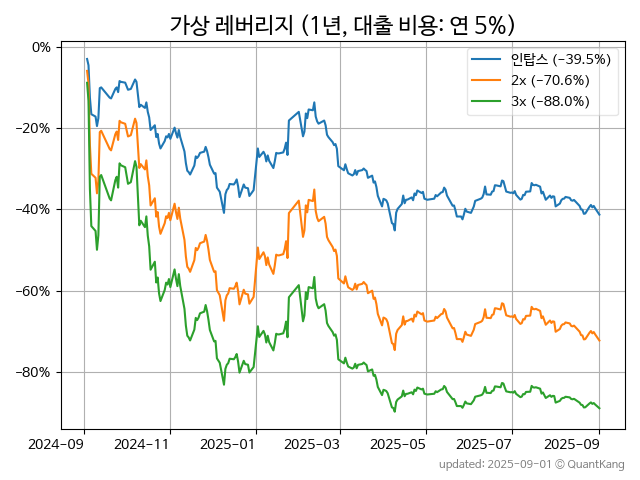 가상 레버리지 (1년, 대출 비용: 연 5%)
인탑스 (−39.5%)
2x (−70.6%)
3x (−88.0%)
0%
−20%
−40%
−60%
−80%
2024-09 2024-11 2025-01 2025-03 2025-05 2025-07 2025-09
updated: 2025-09-01 © QuantKang